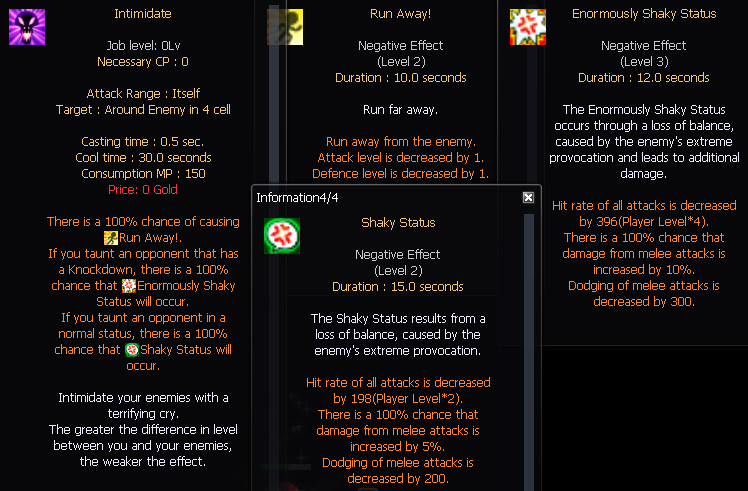 Intimidate
Job level: 0Lv
Necessary CP : 0
Attack Range : Itself
Target : Around Enemy in 4 cell
Casting time : 0.5 sec.
Cool time : 30.0 seconds
Consumption MP : 150
Price: 0 Gold
There is a 100% chance of causing
Run Away!.
If you taunt an opponent that has
a Knockdown, there is a 100%
chance that Enormously Shaky
Status will occur.
If you taunt an opponent in a
normal status, there is a 100%
chance that Shaky Status will
occur.
Intimidate your enemies with a
terrifying cry.
The greater the difference in level
between you and your enemies,
the weaker the effect.
Run Away!
Negative Effect
(Level 2)
Duration : 10.0 seconds
Run far away.
Run away from the enemy.
Attack level is decreased by 1.
Defence level is decreased by 1.
Information4/4
Shaky Status
Negative Effect
(Level 2)
Duration : 15.0 seconds
The Shaky Status results from a
loss of balance, caused by the
enemy's extreme provocation.
Hit rate of all attacks is decreased
by 198(Player Level*2).
There is a 100% chance that
damage from melee attacks is
increased by 5%.
Dodging of melee attacks is
decreased by 200.
Enormously Shaky Status
Negative Effect
(Level 3)
Duration : 12.0 seconds
The Enormously Shaky Status
occurs through a loss of balance,
caused by the enemy's extreme
provocation and leads to additional
damage.
Hit rate of all attacks is decreased
by 396(Player Level*4).
There is a 100% chance that
damage from melee attacks is
increased by 10%.
Dodging of melee attacks is
decreased by 300.